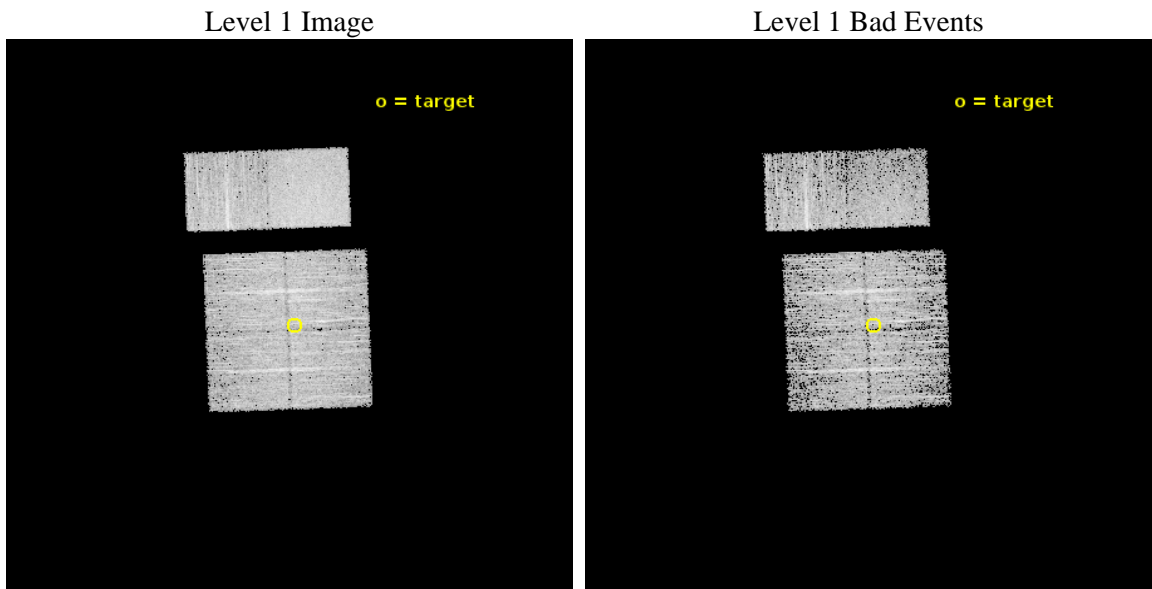 Level 1 Image
Level 1 Bad Events
o = target
o = target